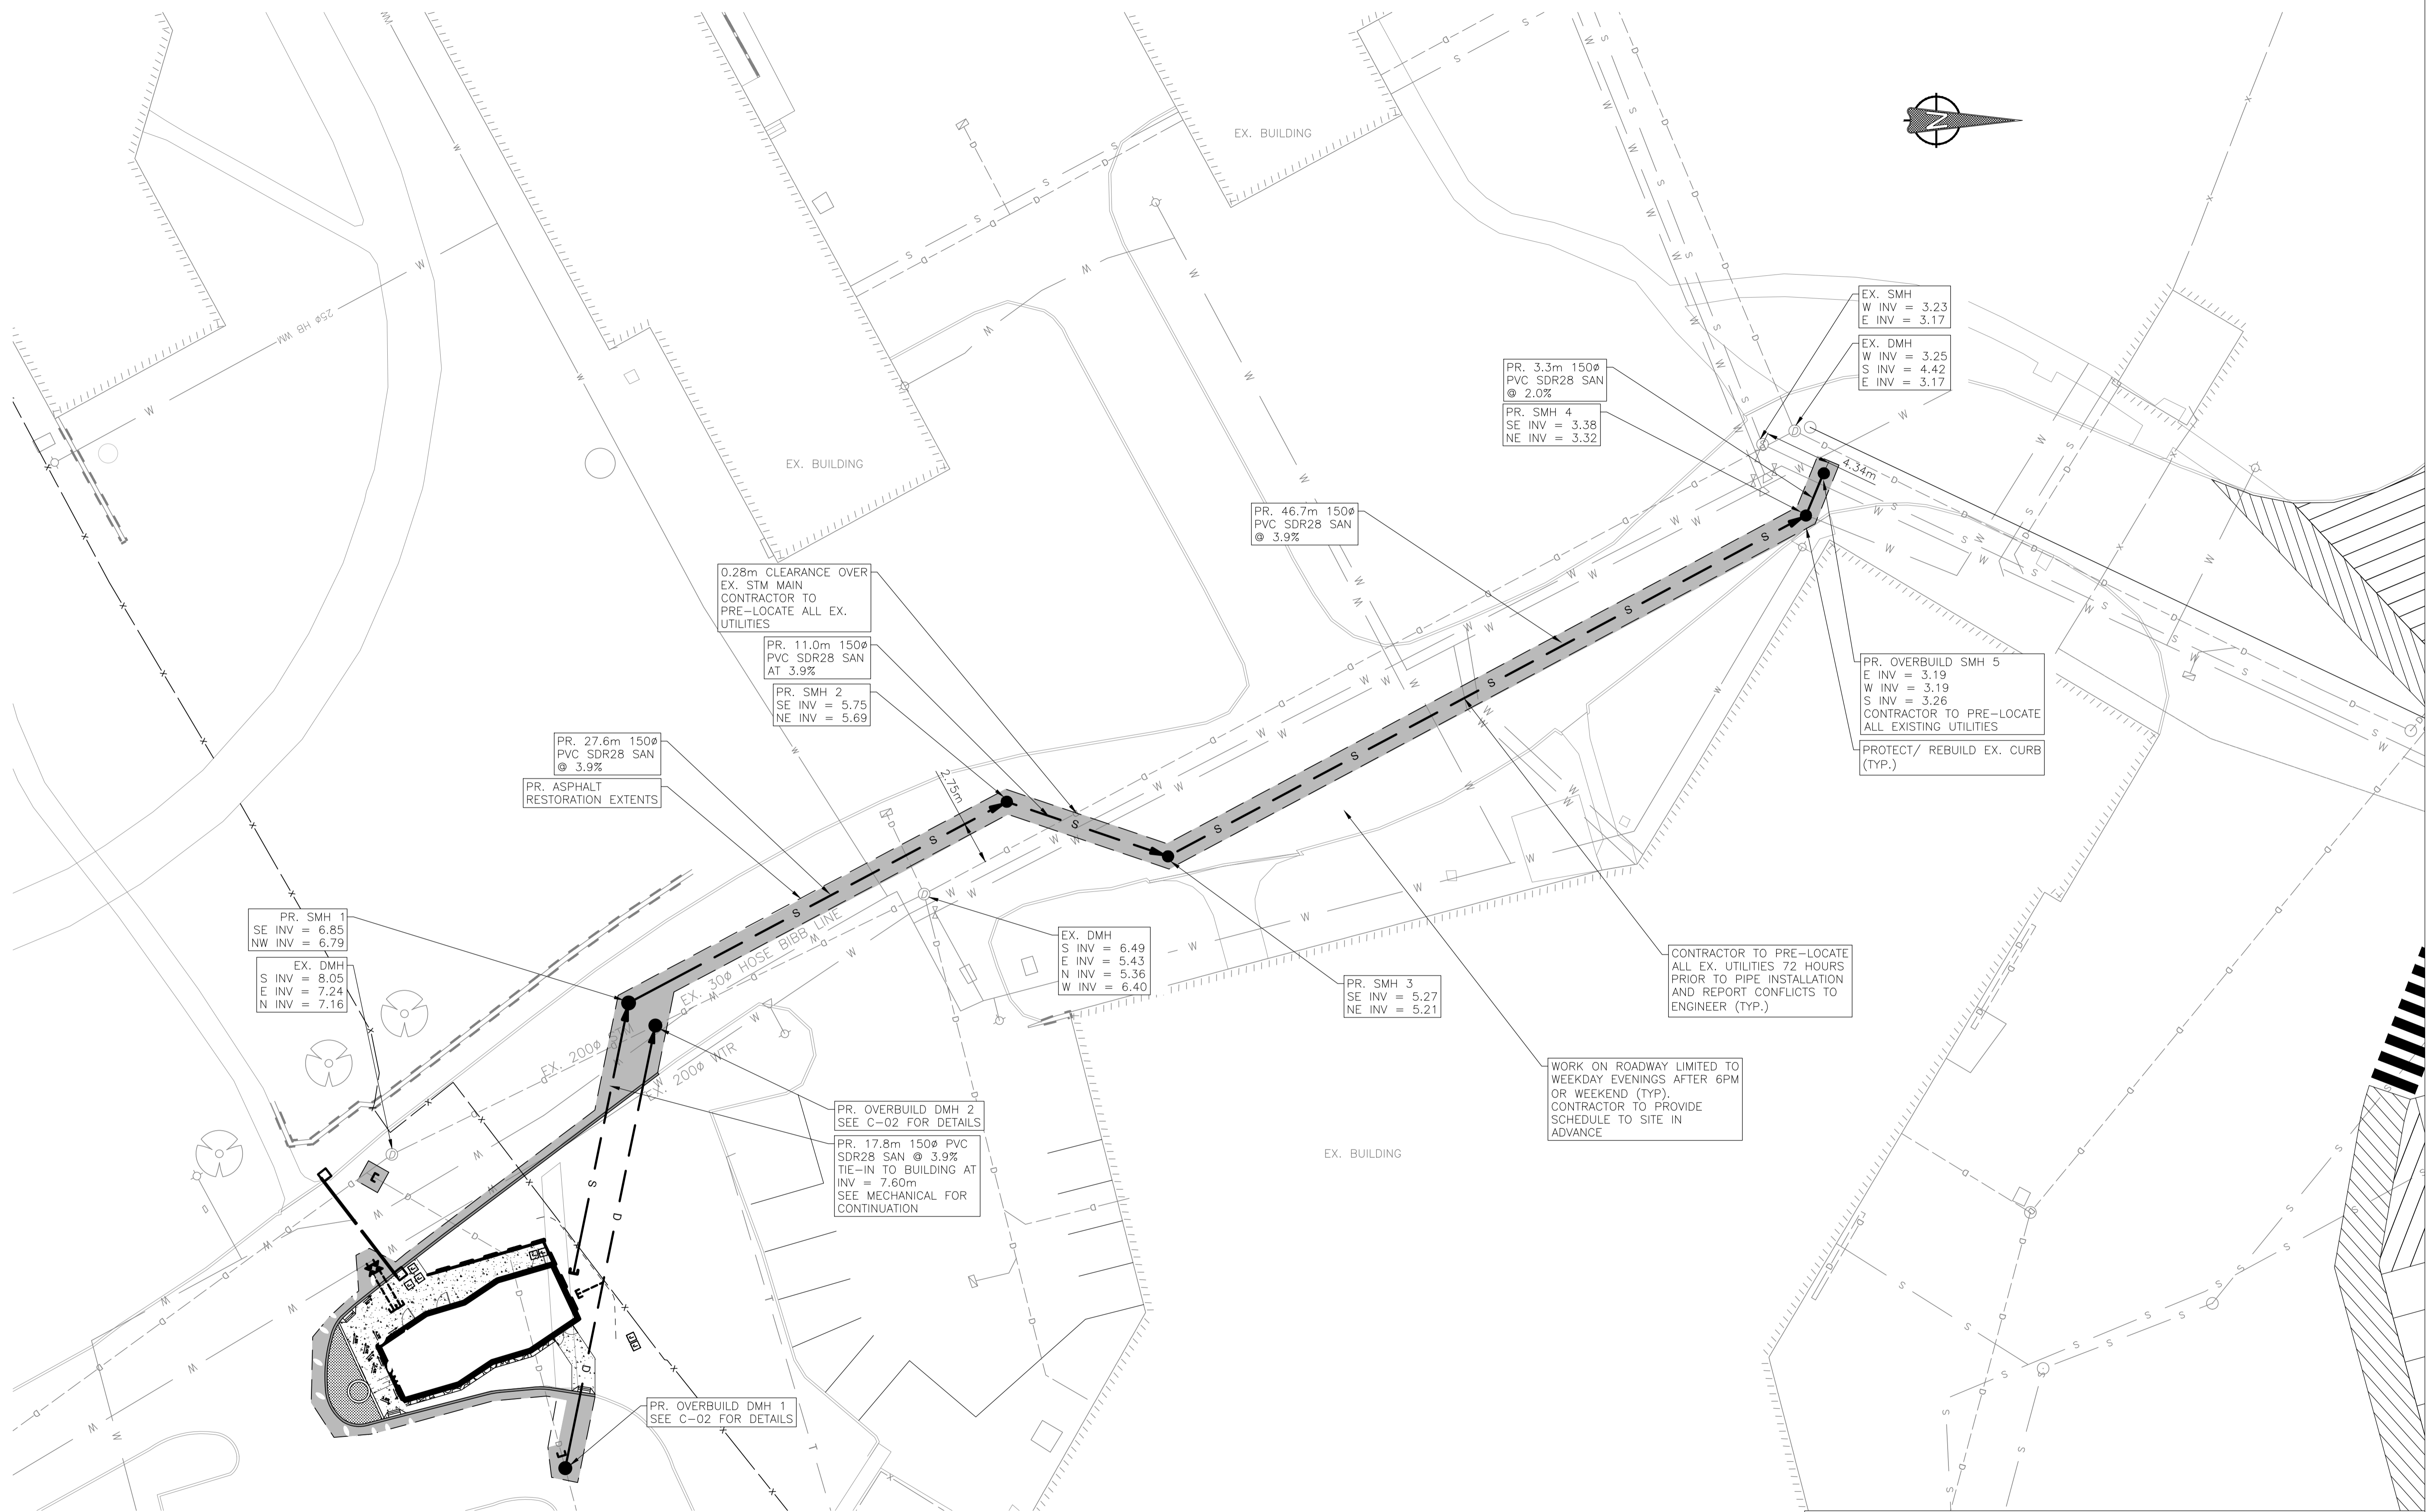 EX. BUILDING
N
EX. SMH
W INV = 3.23
E INV = 3.17
EX. DMH
W INV = 3.25
S INV = 4.42
E INV = 3.17
25Ø HB WM
PR. 3.3m 150Ø
PVC SDR28 SAN
@ 2.0%
PR. SMH 4
SE INV = 3.38
NE INV = 3.32
4.34m
EX. BUILDING
PR. 46.7m 150Ø
PVC SDR28 SAN
@ 3.9%
0.28m CLEARANCE OVER
EX. STM MAIN
CONTRACTOR TO
PRE-LOCATE ALL EX.
UTILITIES
PR. 11.0m 150Ø
PVC SDR28 SAN
AT 3.9%
PR. SMH 2
SE INV = 5.75
NE INV = 5.69
PR. OVERBUILD SMH 5
E INV = 3.19
W INV = 3.19
S INV = 3.26
CONTRACTOR TO PRE-LOCATE
ALL EXISTING UTILITIES
PROTECT/ REBUILD EX. CURB
(TYP.)
PR. 27.6m 150Ø
PVC SDR28 SAN
@ 3.9%
PR. ASPHALT
RESTORATION EXTENTS
2.75m
PR. SMH 1
SE INV = 6.85
NW INV = 6.79
EX. DMH
S INV = 8.05
E INV = 7.24
N INV = 7.16
EX. 30Ø HOSE BIBB LINE
EX. DMH
S INV = 6.49
E INV = 5.43
N INV = 5.36
W INV = 6.40
PR. SMH 3
SE INV = 5.27
NE INV = 5.21
CONTRACTOR TO PRE-LOCATE
ALL EX. UTILITIES 72 HOURS
PRIOR TO PIPE INSTALLATION
AND REPORT CONFLICTS TO
ENGINEER (TYP.)
EX. 200Ø STM
EX. 200Ø WTR
WORK ON ROADWAY LIMITED TO
WEEKDAY EVENINGS AFTER 6PM
OR WEEKEND (TYP).
CONTRACTOR TO PROVIDE
SCHEDULE TO SITE IN
ADVANCE
PR. OVERBUILD DMH 2
SEE C-02 FOR DETAILS
PR. 17.8m 150Ø PVC
SDR28 SAN @ 3.9%
TIE-IN TO BUILDING AT
INV = 7.60m
SEE MECHANICAL FOR
CONTINUATION
EX. BUILDING
PR. OVERBUILD DMH 1
SEE C-02 FOR DETAILS